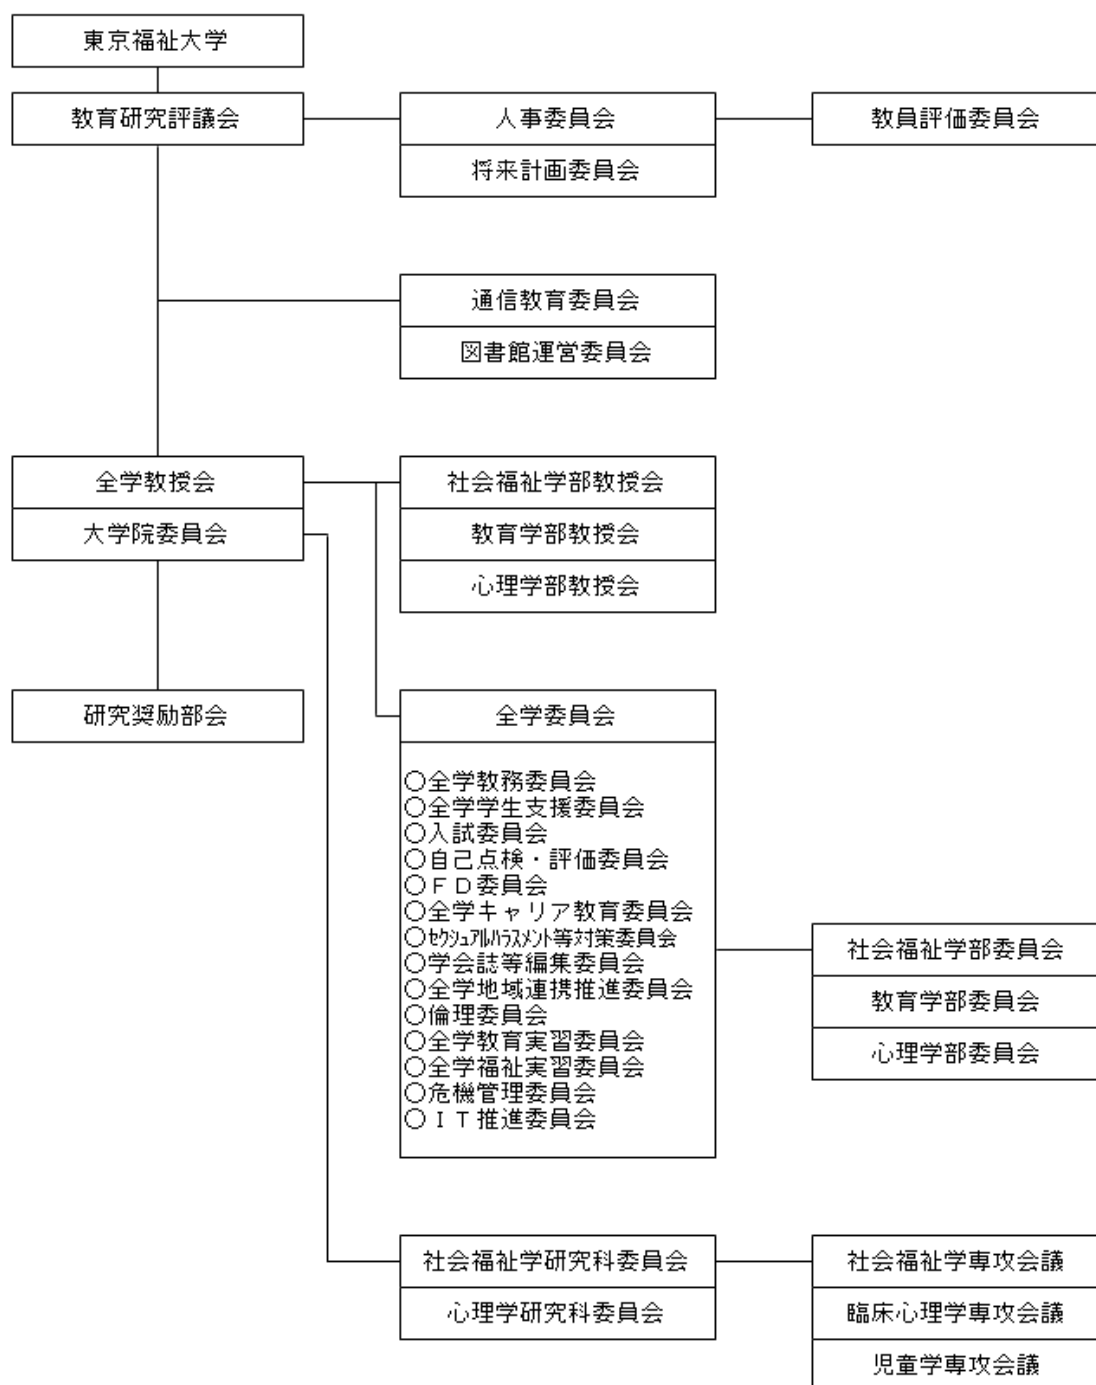 東京福祉大学
教育研究評議会
人事委員会
教員評価委員会
将来計画委員会
通信教育委員会
図書館運営委員会
全学教授会
社会福祉学部教授会
大学院委員会
教育学部教授会
心理学部教授会
研究奨励部会
全学委員会
○全学教務委員会
○全学学生支援委員会
○入試委員会
○自己点検・評価委員会
○ＦＤ委員会
○全学キャリア教育委員会
○ｾｸｼｭｱﾙﾊﾗｽﾒﾝﾄ等対策委員会
○学会誌等編集委員会
○全学地域連携推進委員会
○倫理委員会
○全学教育実習委員会
○全学福祉実習委員会
○危機管理委員会
○ＩＴ推進委員会
社会福祉学部委員会
教育学部委員会
心理学部委員会
社会福祉学研究科委員会
社会福祉学専攻会議
心理学研究科委員会
臨床心理学専攻会議
児童学専攻会議